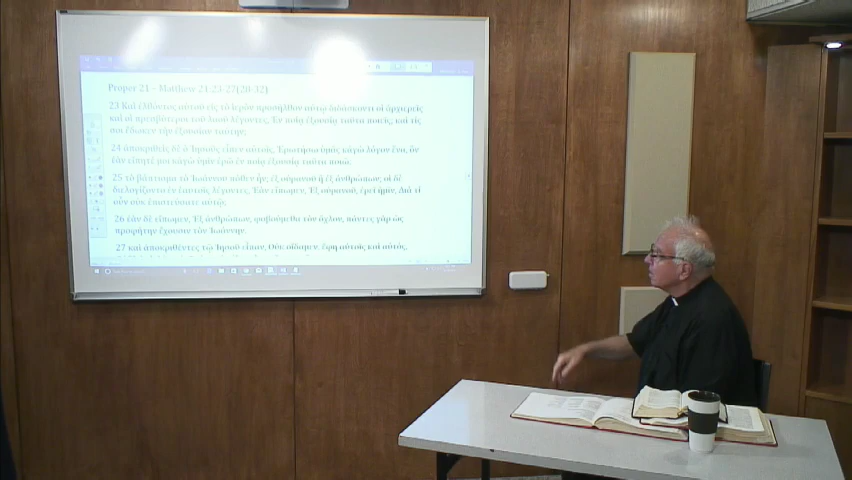 Proper 21 – Matthew 21:23-27(28-32)
23 Καὶ ἐλθόντος αὐτοῦ εἰς τὸ ἱερὸν προσῆλθον αὐτῷ διδάσκοντι οἱ ἀρχιερεῖς
καὶ οἱ πρεσβύτεροι τοῦ λαοῦ λέγοντες, Ἐν ποίᾳ ἐξουσίᾳ ταῦτα ποιεῖς; καὶ τίς
σοι ἔδωκεν τὴν ἐξουσίαν ταύτην;
24 ἀποκριθεὶς δὲ ὁ Ἰησοῦς εἶπεν αὐτοῖς, Ἐρωτήσω ὑμᾶς κἀγὼ λόγον ἕνα, ὃν
ἐὰν εἴπητέ μοι κἀγὼ ὑμῖν ἐρῶ ἐν ποίᾳ ἐξουσίᾳ ταῦτα ποιῶ·
25 τὸ βάπτισμα τὸ Ἰωάννου πόθεν ἦν; ἐξ οὐρανοῦ ἢ ἐξ ἀνθρώπων; οἱ δὲ
διελογίζοντο ἐν ἑαυτοῖς λέγοντες, Ἐὰν εἴπωμεν, Ἐξ οὐρανοῦ, ἐρεῖ ἡμῖν, Διὰ τί
οὖν οὐκ ἐπιστεύσατε αὐτῷ;
26 ἐὰν δὲ εἴπωμεν, Ἐξ ἀνθρώπων, φοβούμεθα τὸν ὄχλον, πάντες γὰρ ὡς
προφήτην ἔχουσιν τὸν Ἰωάννην.
27 καὶ ἀποκριθέντες τῷ Ἰησοῦ εἶπαν, Οὐκ οἴδαμεν. ἔφη αὐτοῖς καὶ αὐτός,